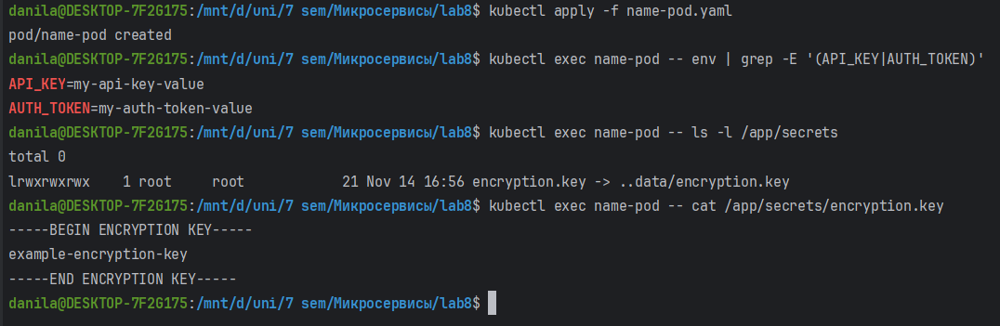 danila@DESKTOP-7F2G175:/mnt/d/uni/7 sem/Микросервисы/lab8$ kubectl apply -f name-pod.yaml
pod/name-pod created
danila@DESKTOP-7F2G175:/mnt/d/uni/7 sem/Микросервисы/lab8$ kubectl exec name-pod -- env | grep -E '(API_KEY|AUTH_TOKEN)'
API_KEY=my-api-key-value
AUTH_TOKEN=my-auth-token-value
danila@DESKTOP-7F2G175:/mnt/d/uni/7 sem/Микросервисы/lab8$ kubectl exec name-pod -- ls -l /app/secrets
total 0
lrwxrwxrwx    1 root     root            21 Nov 14 16:56 encryption.key -> ..data/encryption.key
danila@DESKTOP-7F2G175:/mnt/d/uni/7 sem/Микросервисы/lab8$ kubectl exec name-pod -- cat /app/secrets/encryption.key
-----BEGIN ENCRYPTION KEY-----
example-encryption-key
-----END ENCRYPTION KEY-----
danila@DESKTOP-7F2G175:/mnt/d/uni/7 sem/Микросервисы/lab8$